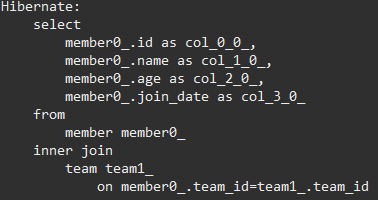 Hibernate:
    select
        member0_.id as col_0_0_,
        member0_.name as col_1_0_,
        member0_.age as col_2_0_,
        member0_.join_date as col_3_0_
    from
        member member0_
    inner join
        team team1_
            on member0_.team_id=team1_.team_id